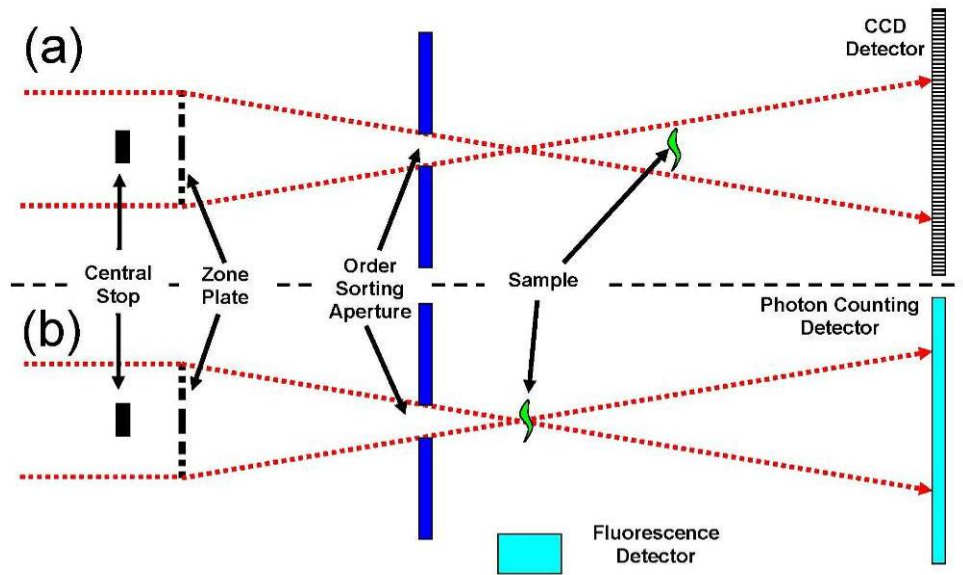 (a)
CCD
Detector
Central
Stop
Zone
Plate
Order
Sorting
Aperture
Sample
(b)
Photon Counting
Detector
Fluorescence
Detector